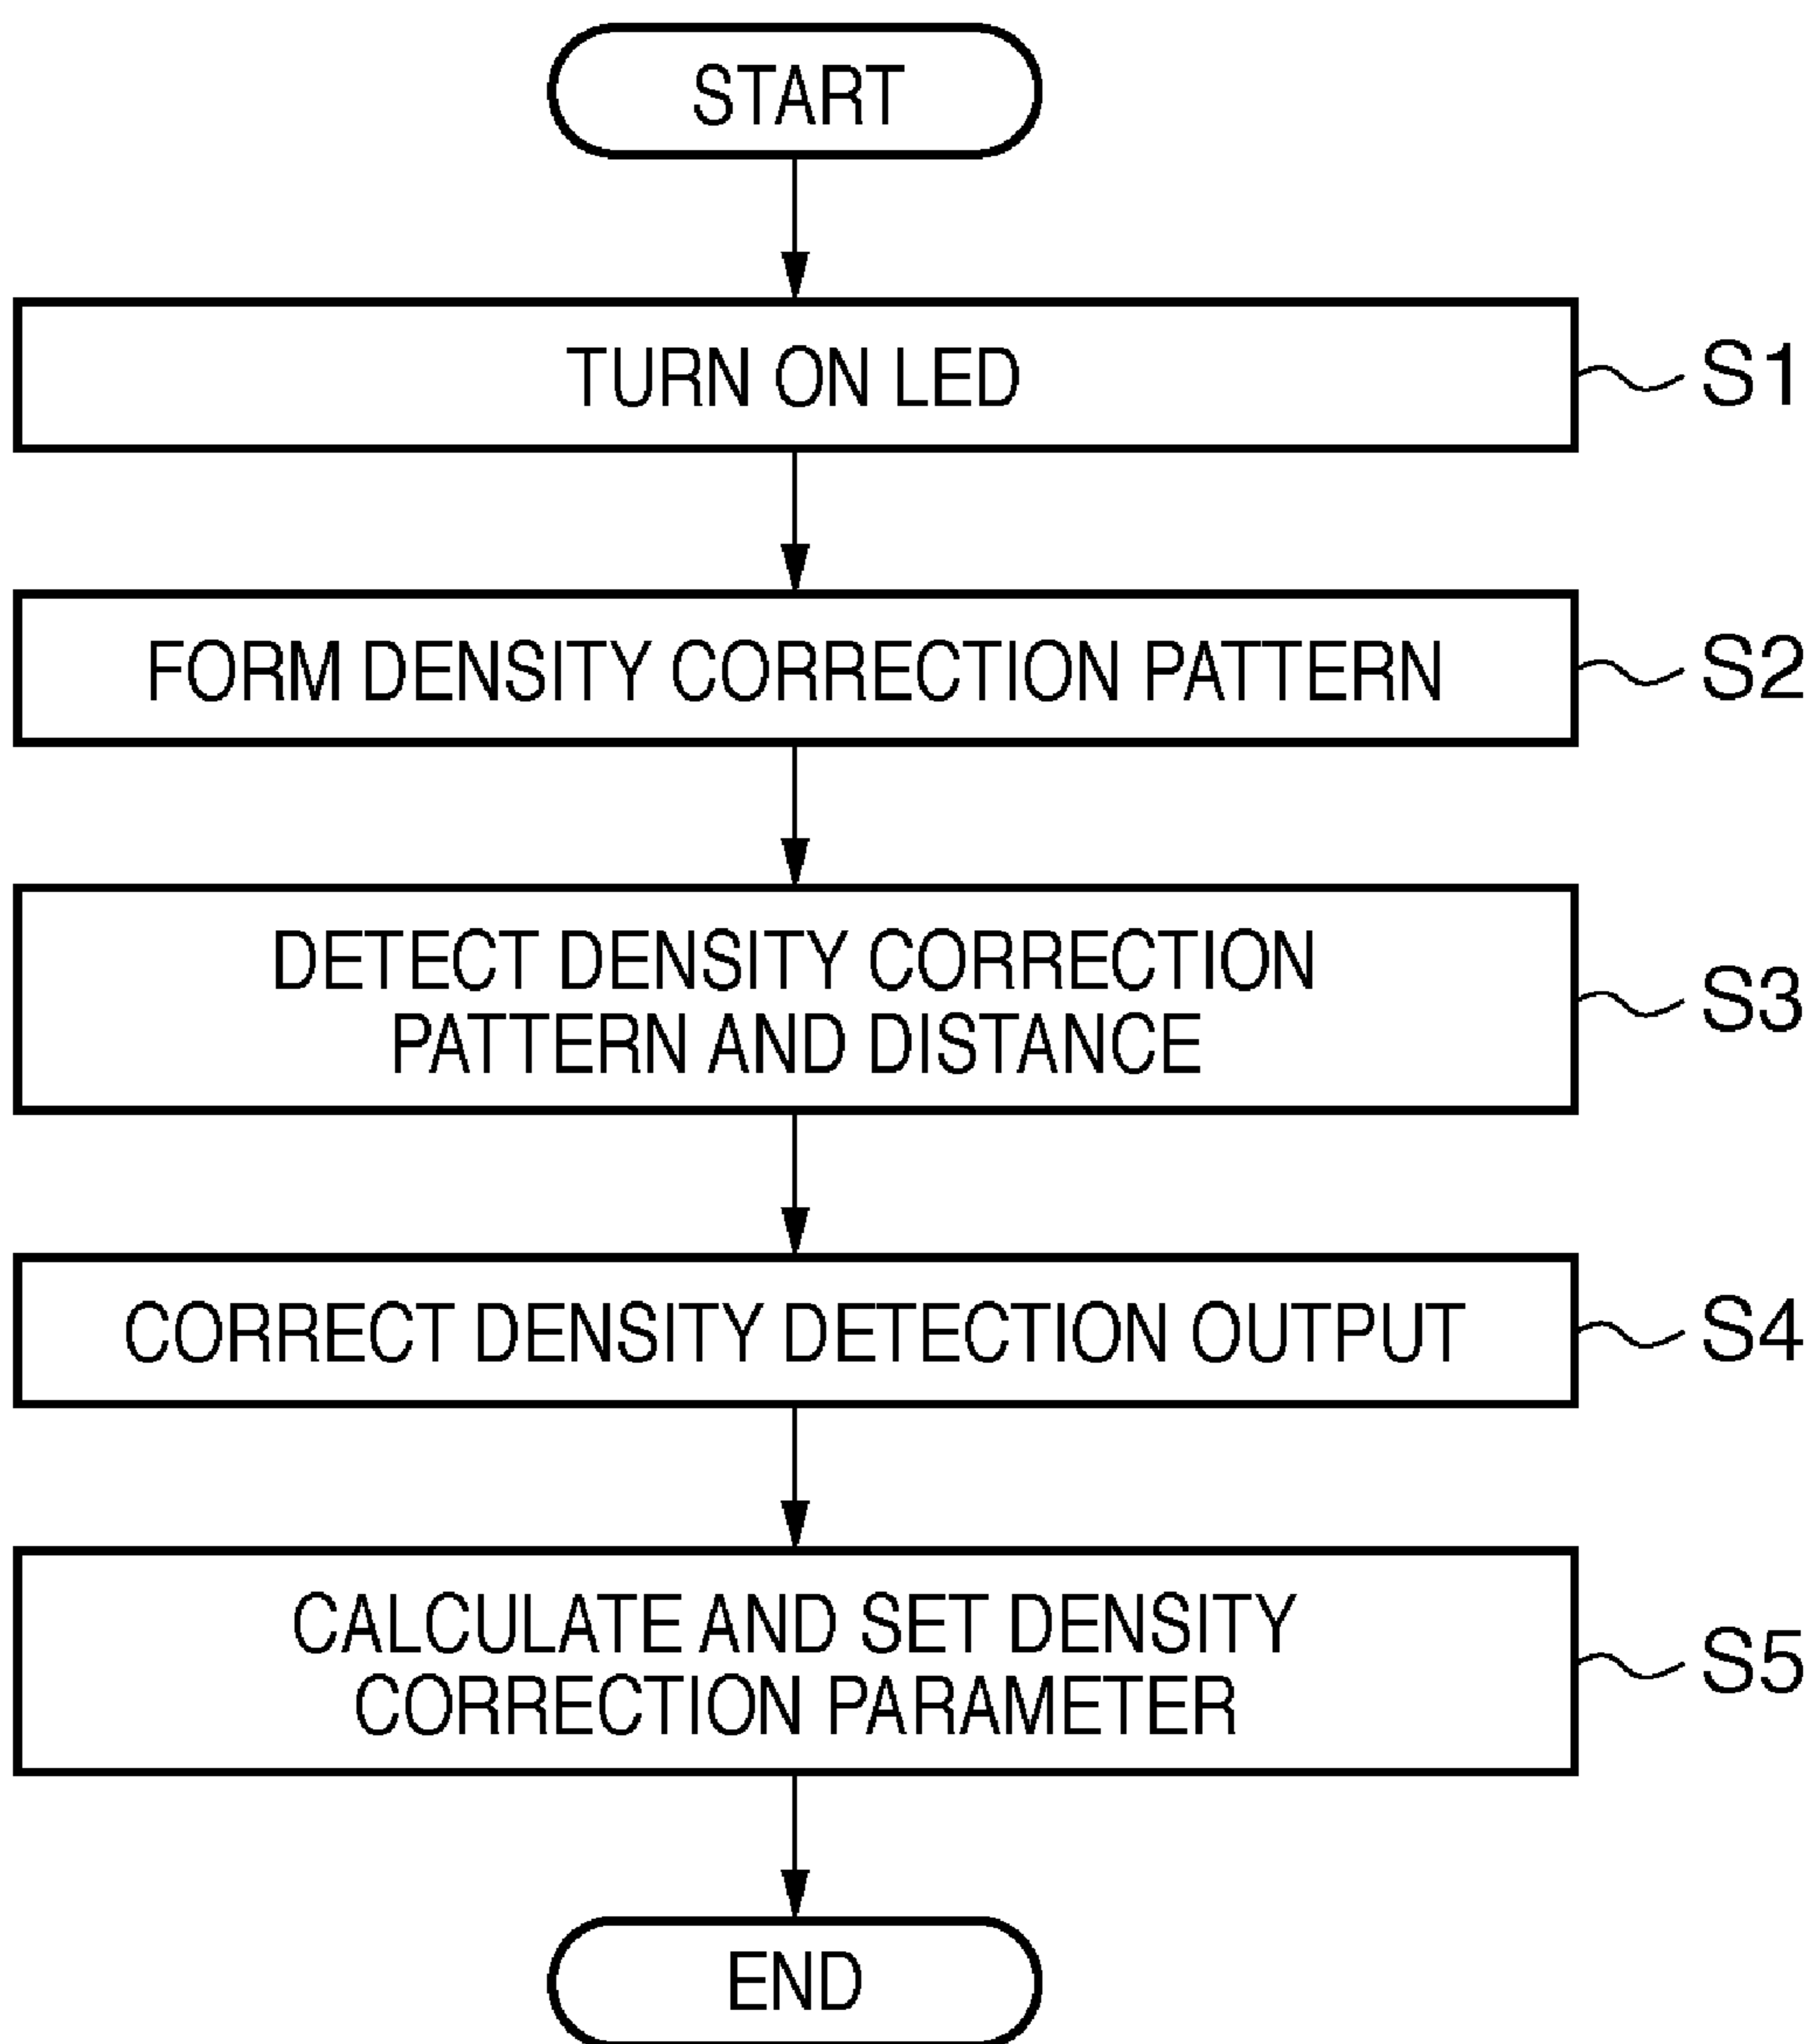 START
TURN ON LED
S1
FORM DENSITY CORRECTION PATTERN
S2
DETECT DENSITY CORRECTION
PATTERN AND DISTANCE
S3
CORRECT DENSITY DETECTION OUTPUT
S4
CALCULATE AND SET DENSITY
CORRECTION PARAMETER
S5
END